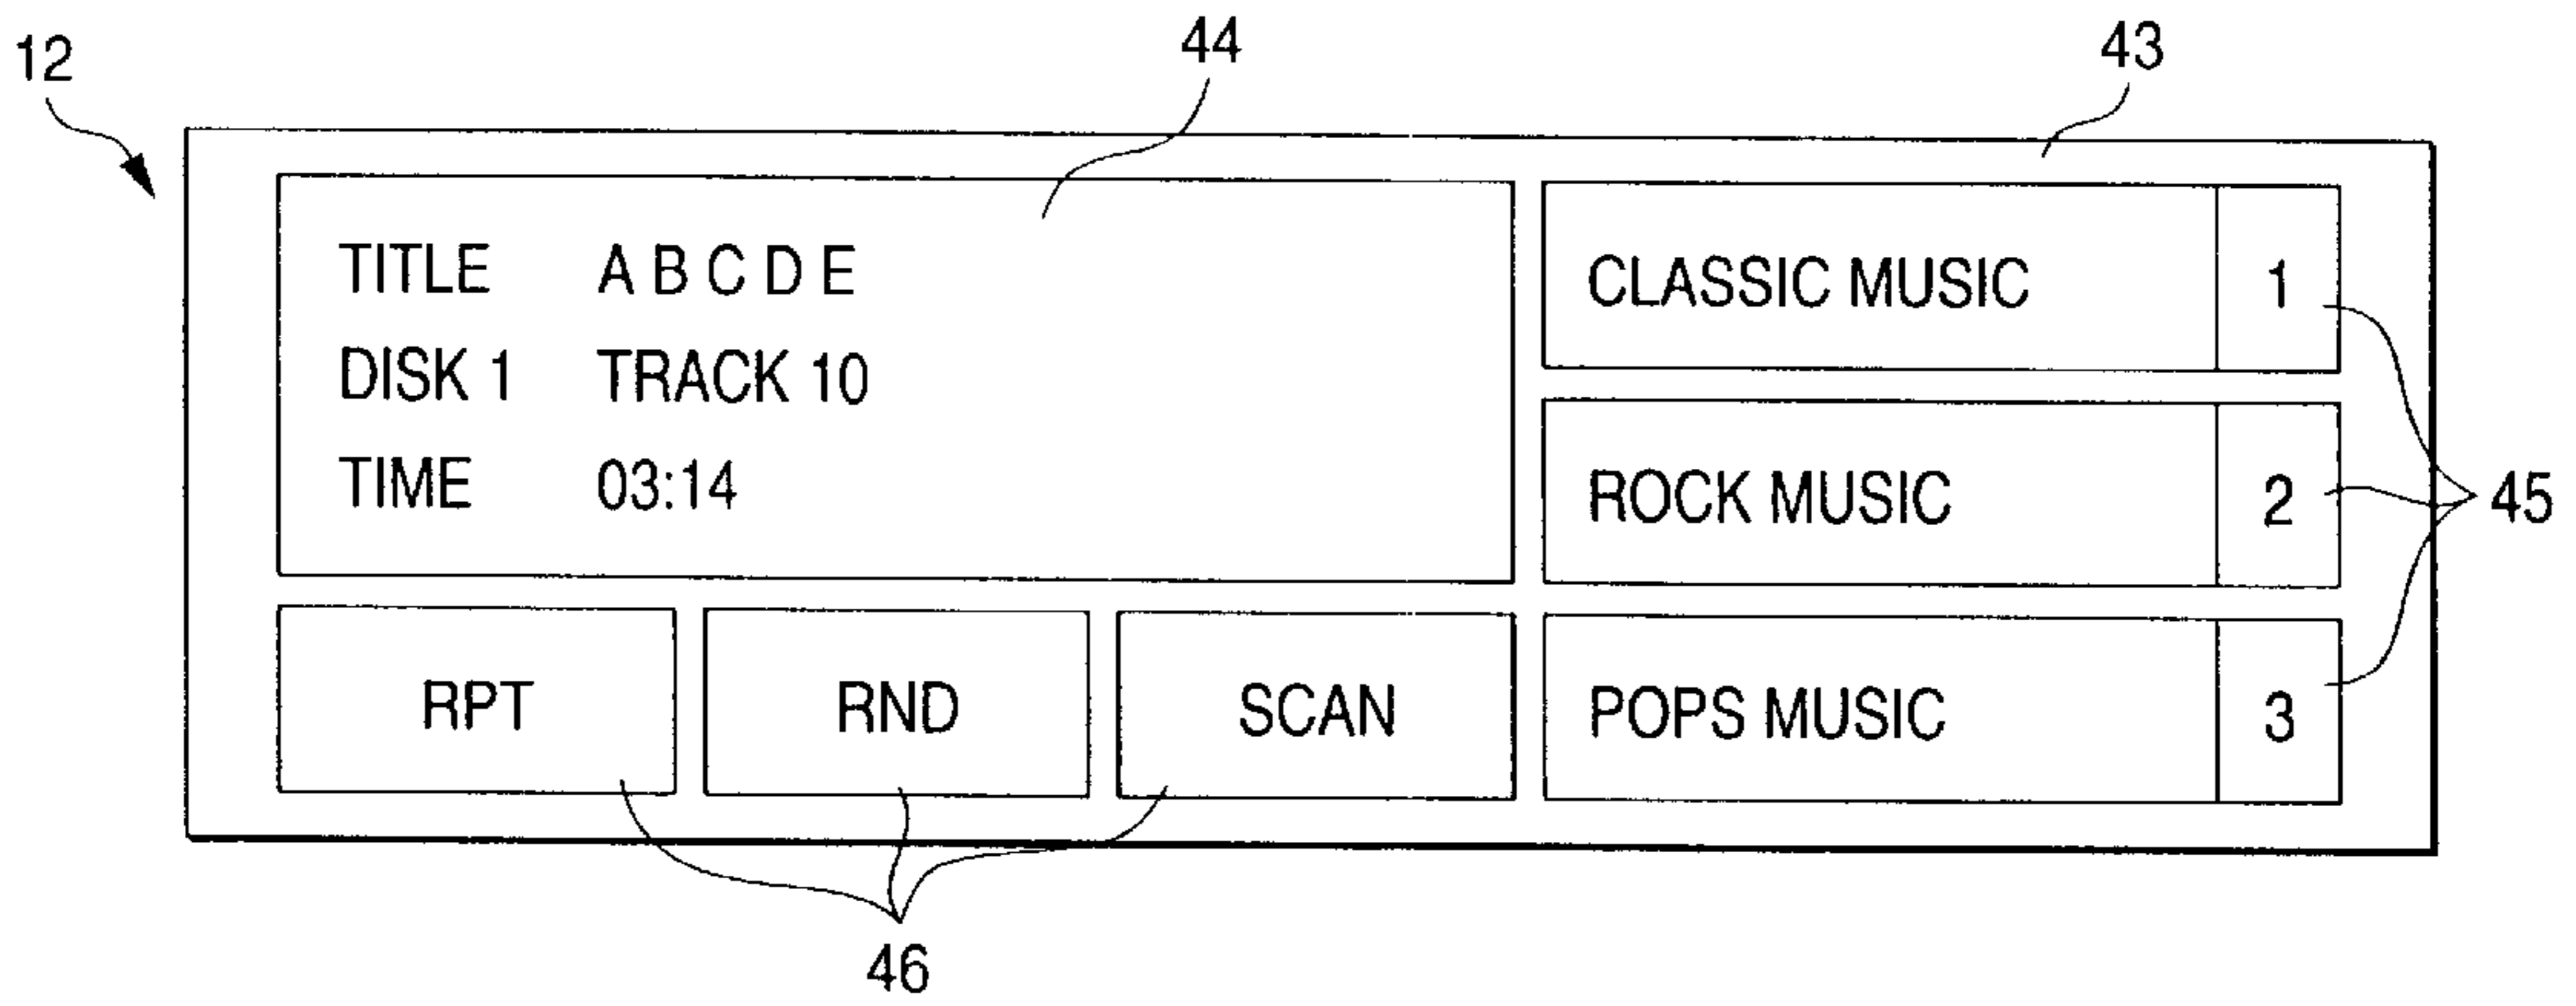 12
44
43
TITLE A B C D E
DISK 1 TRACK 10
TIME 03:14
CLASSIC MUSIC 1
ROCK MUSIC 2
POPS MUSIC 3
45
RPT RND SCAN
46